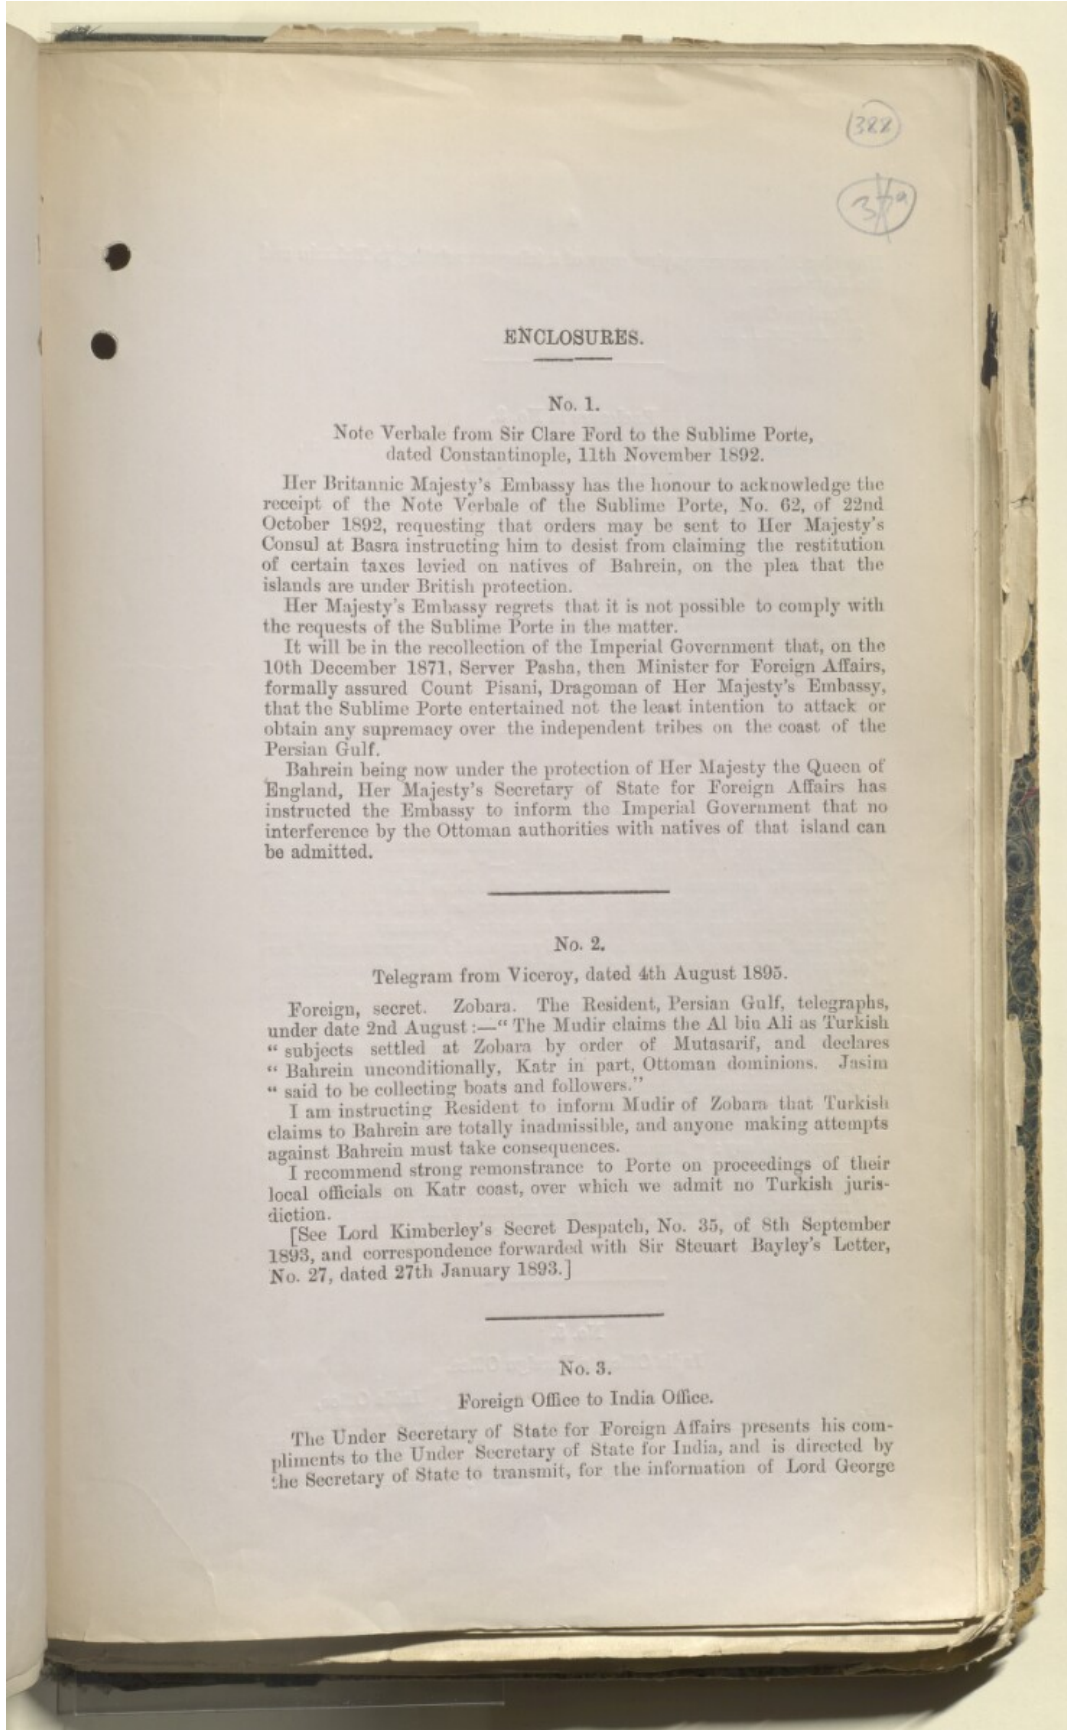 388
ENCLOSURES.
No. 1.
Note Verbale from Sir Clare Ford to the Sublime Porte,
dated Constantinople, 11th November 1892.
Her Britannic Majesty's Embassy has the honour to acknowledge the
receipt of the Note Verbale of the Sublime Porte, No. 62, of 22nd
October 1892, requesting that orders may be sent to Her Majesty's
Consul at Basra instructing him to desist from claiming the restitution
of certain taxes levied on natives of Bahrein, on the plea that the
islands are under British protection.
Her Majesty's Embassy regrets that it is not possible to comply with
the requests of the Sublime Porte in the matter.
It will be in the recollection of the Imperial Government that, on the
10th December 1871, Server Pasha, then Minister for Foreign Affairs,
formally assured Count Pisani, Dragoman of Her Majesty's Embassy,
that the Sublime Porte entertained not the least intention to attack or
obtain any supremacy over the independent tribes on the coast of the
Persian Gulf.
Bahrein being now under the protection of Her Majesty the Queen of
England, Her Majesty's Secretary of State for Foreign Affairs has
instructed the Embassy to inform the Imperial Government that no
interference by the Ottoman authorities with natives of that island can
be admitted.
No. 2.
Telegram from Viceroy, dated 4th August 1895.
Foreign, secret. Zobara. The Resident, Persian Gulf, telegraphs,
under date 2nd August:—"The Mudir claims the Al bin Ali as Turkish
" subjects settled at Zobara by order of Mutasarif, and declares
" Bahrein unconditionally, Katr in part, Ottoman dominions. Jasim
" said to be collecting boats and followers."
I am instructing Resident to inform Mudir of Zobara that Turkish
claims to Bahrein are totally inadmissible, and anyone making attempts
against Bahrein must take consequences.
I recommend strong remonstrance to Porte on proceedings of their
local officials on Katr coast, over which we admit no Turkish juris-
diction.
[See Lord Kimberley's Secret Despatch, No. 35, of 8th September
1893, and correspondence forwarded with Sir Steuart Bayley's Letter,
No. 27, dated 27th January 1893.]
No. 3.
Foreign Office to India Office.
The Under Secretary of State for Foreign Affairs presents his com-
pliments to the Under Secretary of State for India, and is directed by
the Secretary of State to transmit, for the information of Lord George